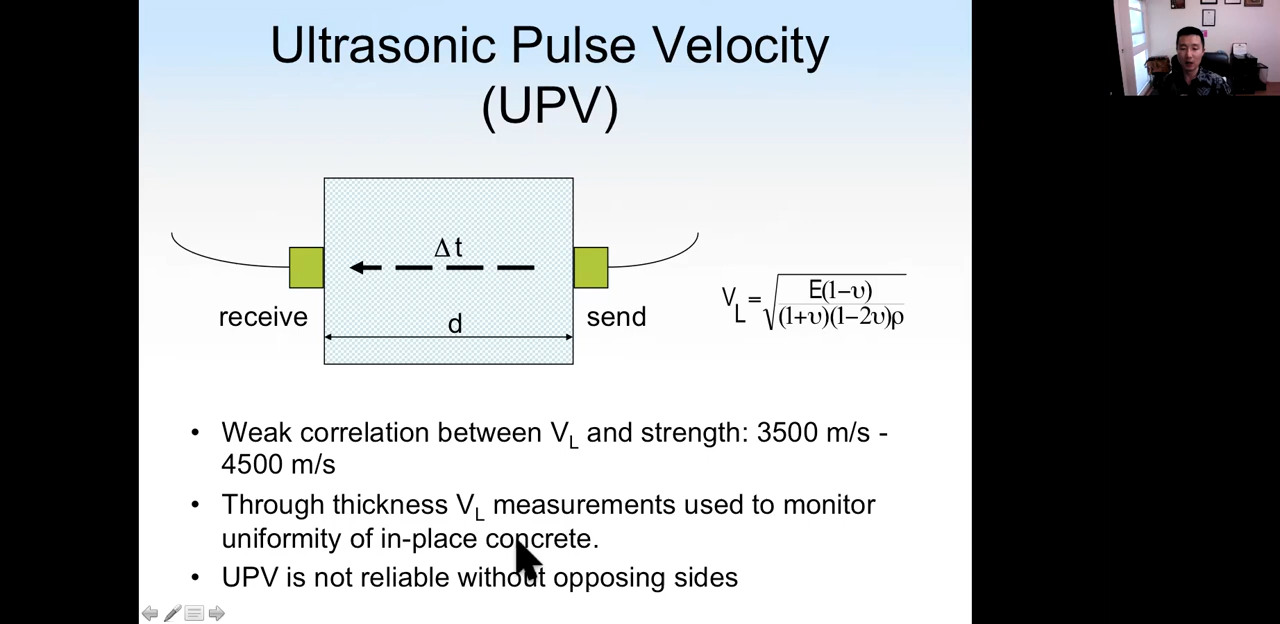 Ultrasonic Pulse Velocity
(UPV)
Δt
receive
d
send
V_L=√(E(1−υ)/((1+υ)(1−2υ)ρ))
• Weak correlation between V_L and strength: 3500 m/s -
4500 m/s
• Through thickness V_L measurements used to monitor
uniformity of in-place concrete.
• UPV is not reliable without opposing sides